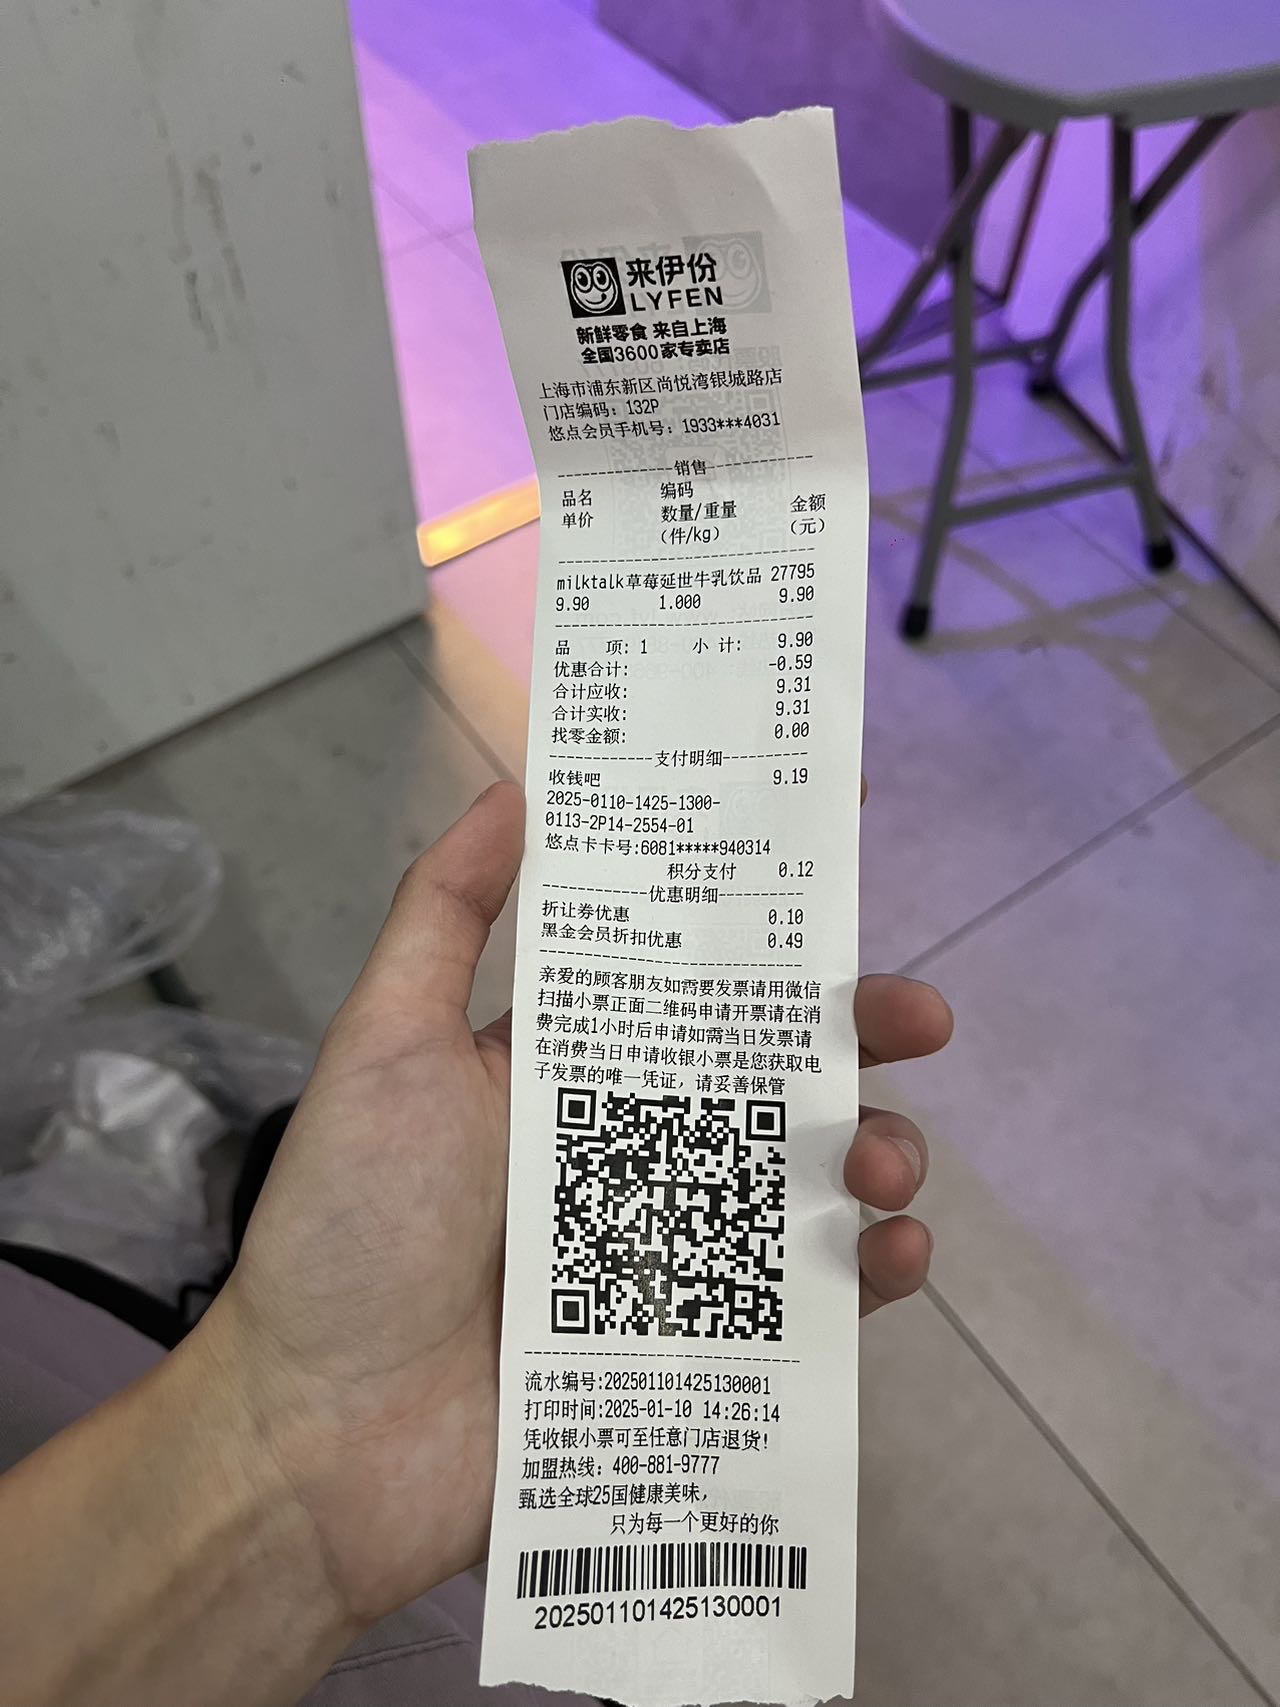 来伊份
LYFEN
新鲜零食 来自上海
全国3600家专卖店
上海市浦东新区尚悦湾银城路店
门店编码: 132P
悠点会员手机号: 1933***4031
------------销售------------
品名 编码 金额
单价 数量/重量 (元)
(件/kg)
milktalk草莓延世牛乳饮品 27795
9.90 1.000 9.90
品 项: 1 小 计: 9.90
优惠合计: -0.59
合计应收: 9.31
合计实收: 9.31
找零金额: 0.00
------------支付明细----------
收钱吧 9.19
2025-0110-1425-1300-
0113-2P14-2554-01
悠点卡卡号:6081*****940314
积分支付 0.12
------------优惠明细----------
折让券优惠 0.10
黑金会员折扣优惠 0.49
亲爱的顾客朋友如需要发票请用微信
扫描小票正面二维码申请开票请在消
费完成1小时后申请如需当日发票请
在消费当日申请收银小票是您获取电
子发票的唯一凭证, 请妥善保管
流水编号:202501101425130001
打印时间:2025-01-10 14:26:14
凭收银小票可至任意门店退货!
加盟热线: 400-881-9777
甄选全球25国健康美味,
只为每一个更好的你
202501101425130001